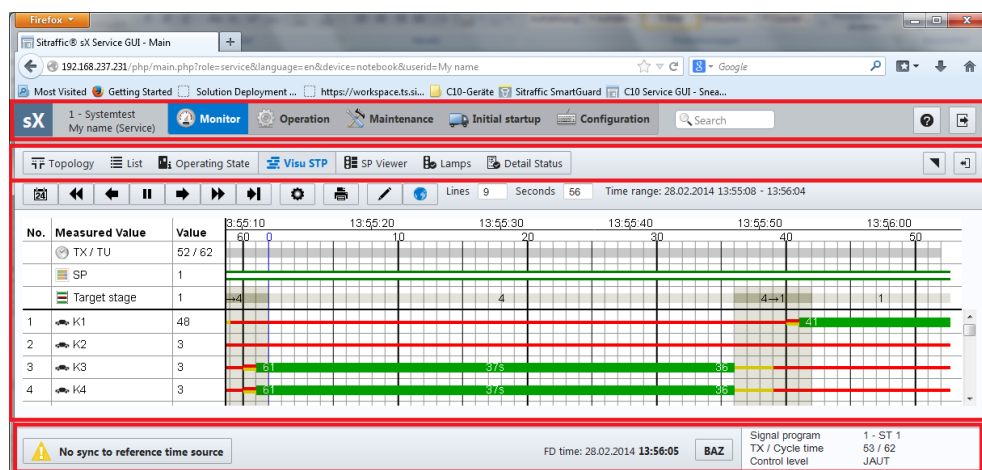 Firefox
Sitraffic® sX Service GUI - Main
+
192.168.237.231/php/main.php?role=service&language=en&device=notebook&userid=My name
Google
Most Visited Getting Started Solution Deployment ... https://workspace.ts.si... C10-Geräte Sitraffic SmartGuard C10 Service GUI - Snea...
sX 1 - Systemtest
My name (Service)
Monitor Operation Maintenance Initial startup Configuration Search
Topology List Operating State Visu STP SP Viewer Lamps Detail Status
24 Lines 9 Seconds 56 Time range: 28.02.2014 13:55:08 - 13:56:04
No. Measured Value Value
3:55:10 13:55:20 13:55:30 13:55:40 13:55:50 13:56:00
60 0 10 20 30 40 50
TX / TU 52 / 62
SP 1
Target stage 1 →4 4 4→1 1
1 K1 48 41
2 K2 3
3 K3 3 61 37s 36
4 K4 3 61 37s 36
No sync to reference time source
FD time: 28.02.2014 13:56:05 BAZ
Signal program 1 - ST 1
TX / Cycle time 53 / 62
Control level JAUT